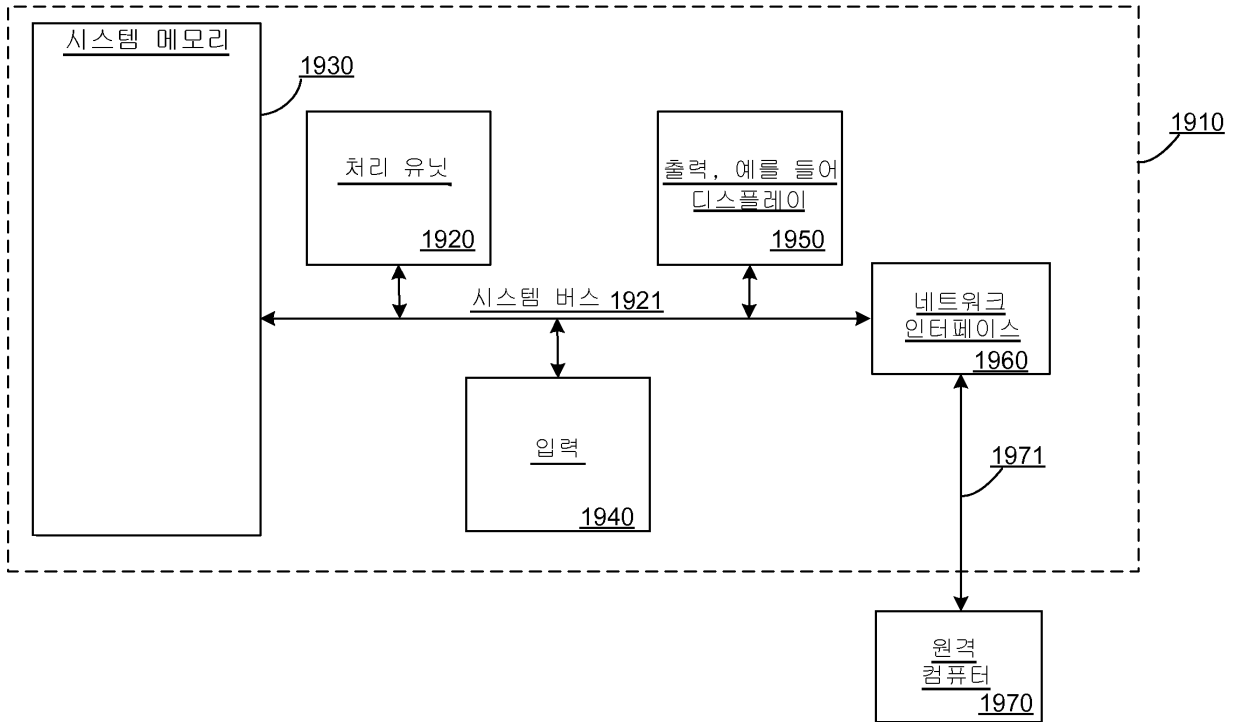 시스템 메모리
1930
1910
처리 유닛
1920
출력, 예를 들어
디스플레이
1950
시스템 버스 1921
네트워크
인터페이스
1960
입력
1940
1971
원격
컴퓨터
1970